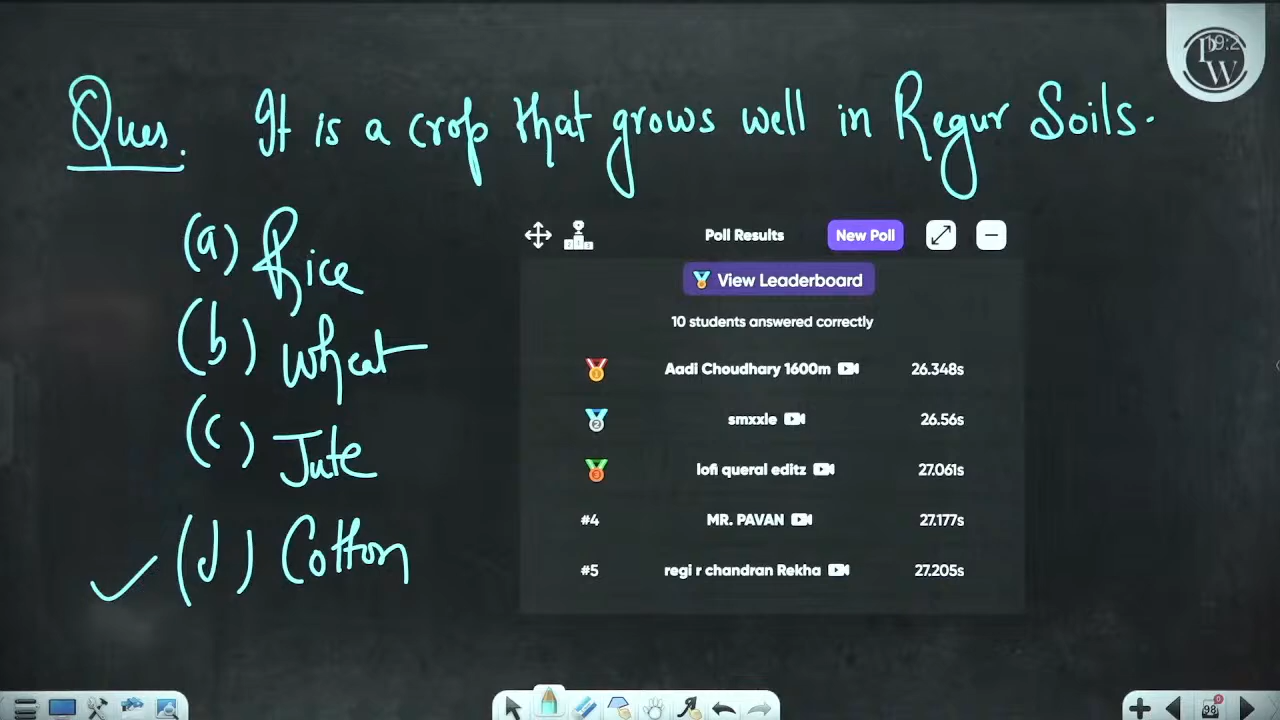 Ques. It is a crop that grows well in Regur Soils.
(a) Rice
(b) Wheat
(c) Jute
(d) Cotton
Poll Results
New Poll
View Leaderboard
10 students answered correctly
Aadi Choudhary 1600m 26.348s
smxxle 26.56s
lofi queral editz 27.061s
#4 MR. PAVAN 27.177s
#5 regi r chandran Rekha 27.205s
PW
98